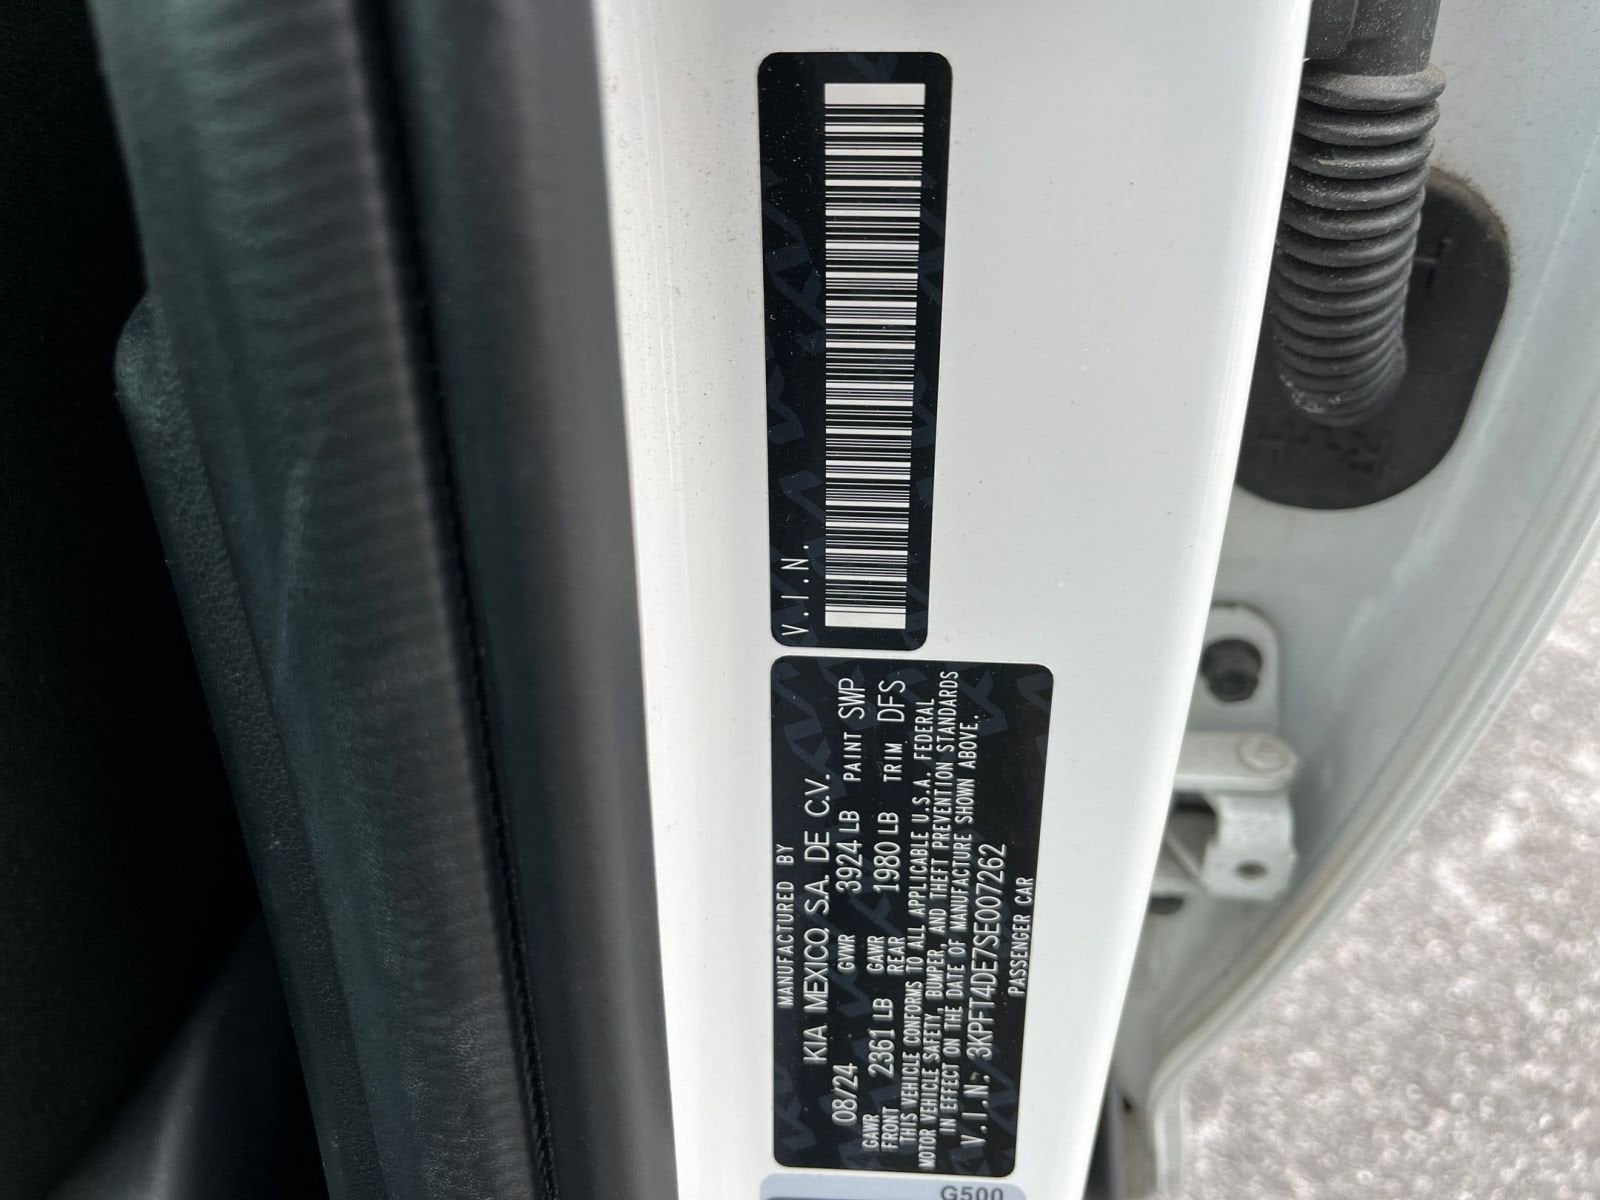 V.I.N.
MANUFACTURED BY
KIA MEXICO, S.A. DE C.V.
08/24 GVWR 3924 LB PAINT SWP
GAWR FRONT 2361 LB GAWR REAR 1980 LB TRIM DFS
THIS VEHICLE CONFORMS TO ALL APPLICABLE U.S.A. FEDERAL
MOTOR VEHICLE SAFETY, BUMPER, AND THEFT PREVENTION STANDARDS
IN EFFECT ON THE DATE OF MANUFACTURE SHOWN ABOVE.
V.I.N: 3KPFT4DE7SE007262
PASSENGER CAR
G500